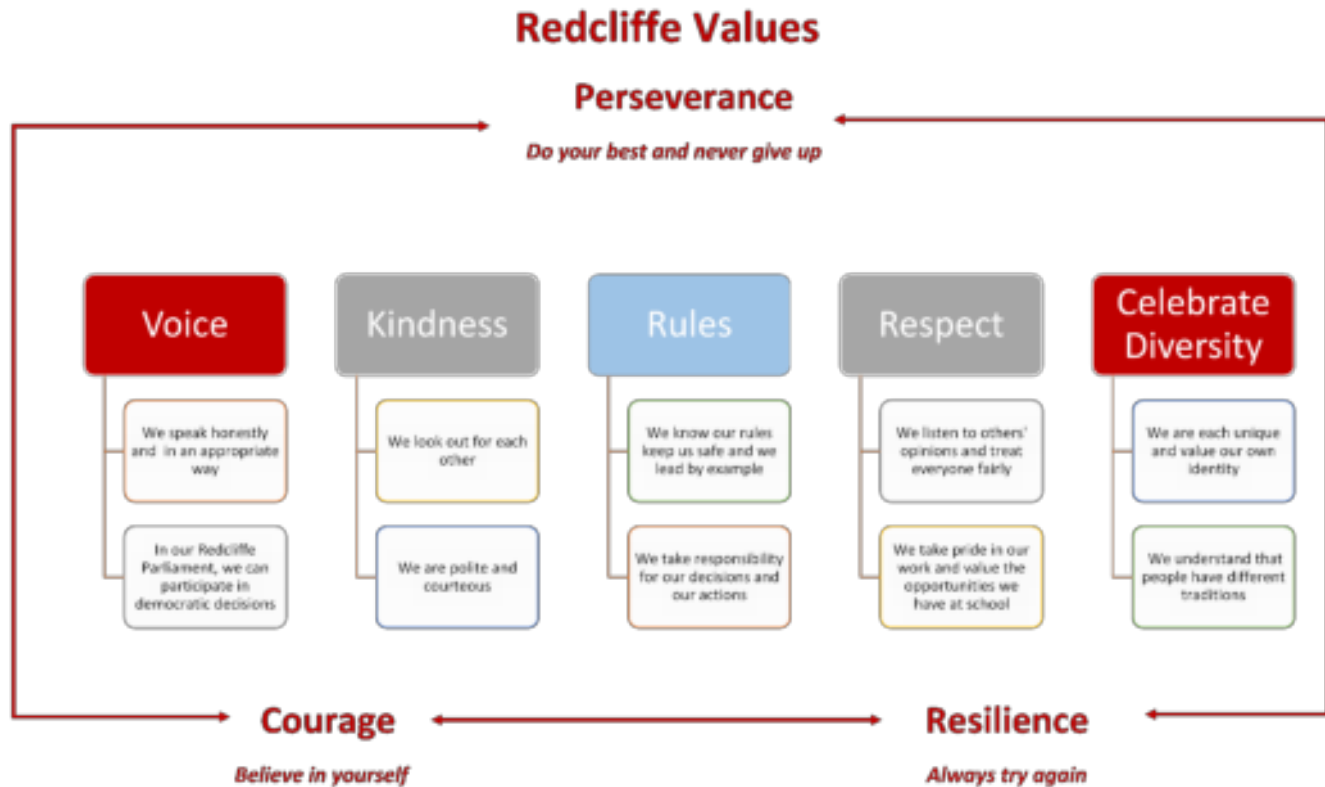 Redcliffe Values
Perseverance
Do your best and never give up
Voice
We speak honestly
and in an appropriate
way
In our Redcliffe
Parliament, we can
participate in
democratic decisions
Kindness
We look out for each
other
We are polite and
courteous
Rules
We know our rules
keep us safe and we
lead by example
We take responsibility
for our decisions and
our actions
Respect
We listen to others'
opinions and treat
everyone fairly
We take pride in our
work and value the
opportunities we
have at school
Celebrate
Diversity
We are each unique
and value our own
identity
We understand that
people have different
traditions
Courage
Believe in yourself
Resilience
Always try again